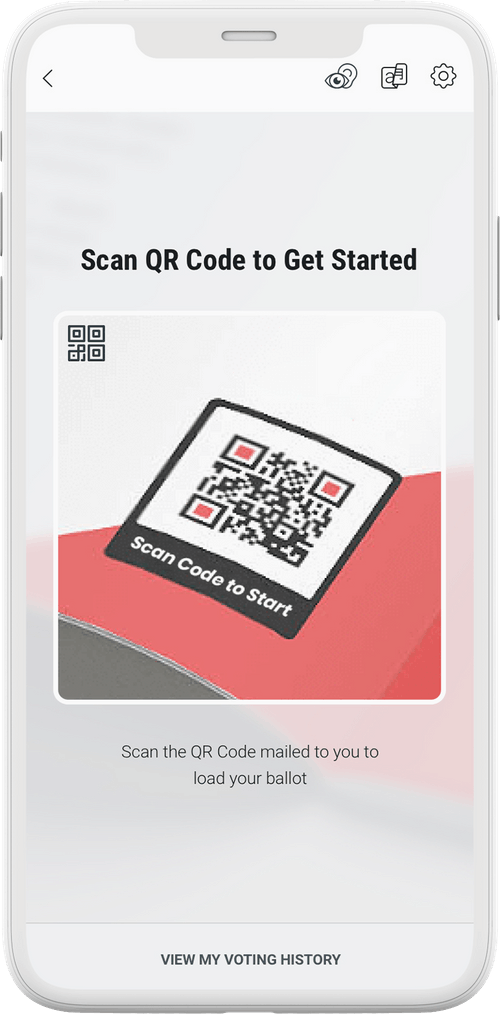 Scan QR Code to Get Started
Scan Code to Start
Scan the QR Code mailed to you to
load your ballot
VIEW MY VOTING HISTORY